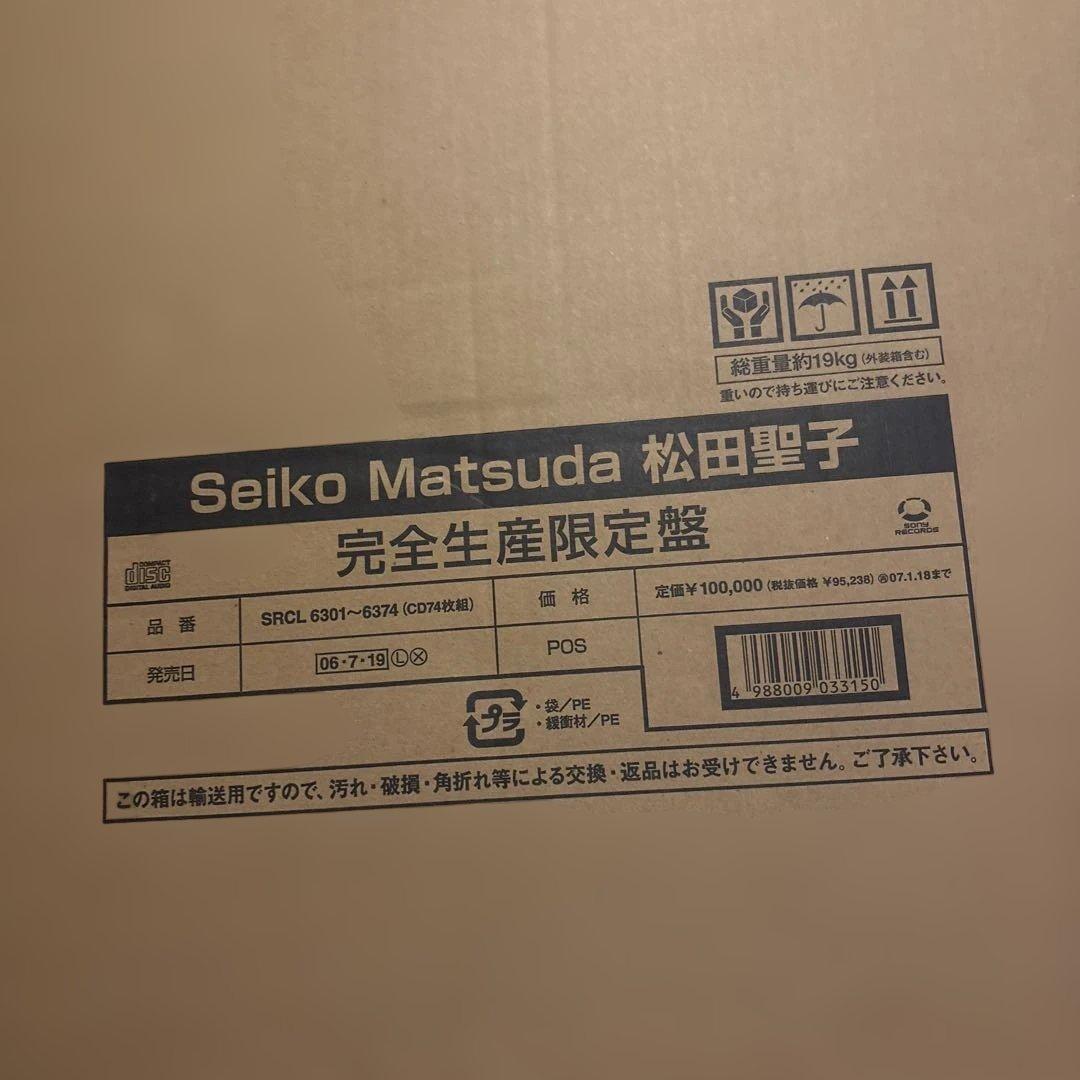 総重量約19kg(外装箱含む)
重いので持ち運びにご注意ください。
Seiko Matsuda 松田聖子
完全生産限定盤
COMPACT
disc
DIGITAL AUDIO
SONY
RECORDS
品 番
SRCL 6301〜6374(CD74枚組)
価 格
定価¥100,000(税抜価格 ¥95,238)㋐07.1.18まで
発売日
06・7・19ⓁⓍ
POS
4 988009 033150
プラ
・袋/PE
・緩衝材/PE
この箱は輸送用ですので、汚れ・破損・角折れ等による交換・返品はお受けできません。ご了承下さい。